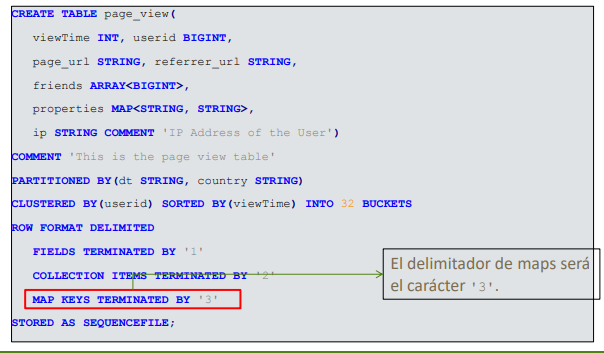 CREATE TABLE page_view(
viewTime INT, userid BIGINT,
page_url STRING, referrer_url STRING,
friends ARRAY<BIGINT>,
properties MAP<STRING, STRING>,
ip STRING COMMENT 'IP Address of the User')
COMMENT 'This is the page view table'
PARTITIONED BY(dt STRING, country STRING)
CLUSTERED BY(userid) SORTED BY(viewTime) INTO 32 BUCKETS
ROW FORMAT DELIMITED
FIELDS TERMINATED BY '1'
COLLECTION ITEMS TERMINATED BY '2'
MAP KEYS TERMINATED BY '3'
STORED AS SEQUENCEFILE;
El delimitador de maps será
el carácter '3'.